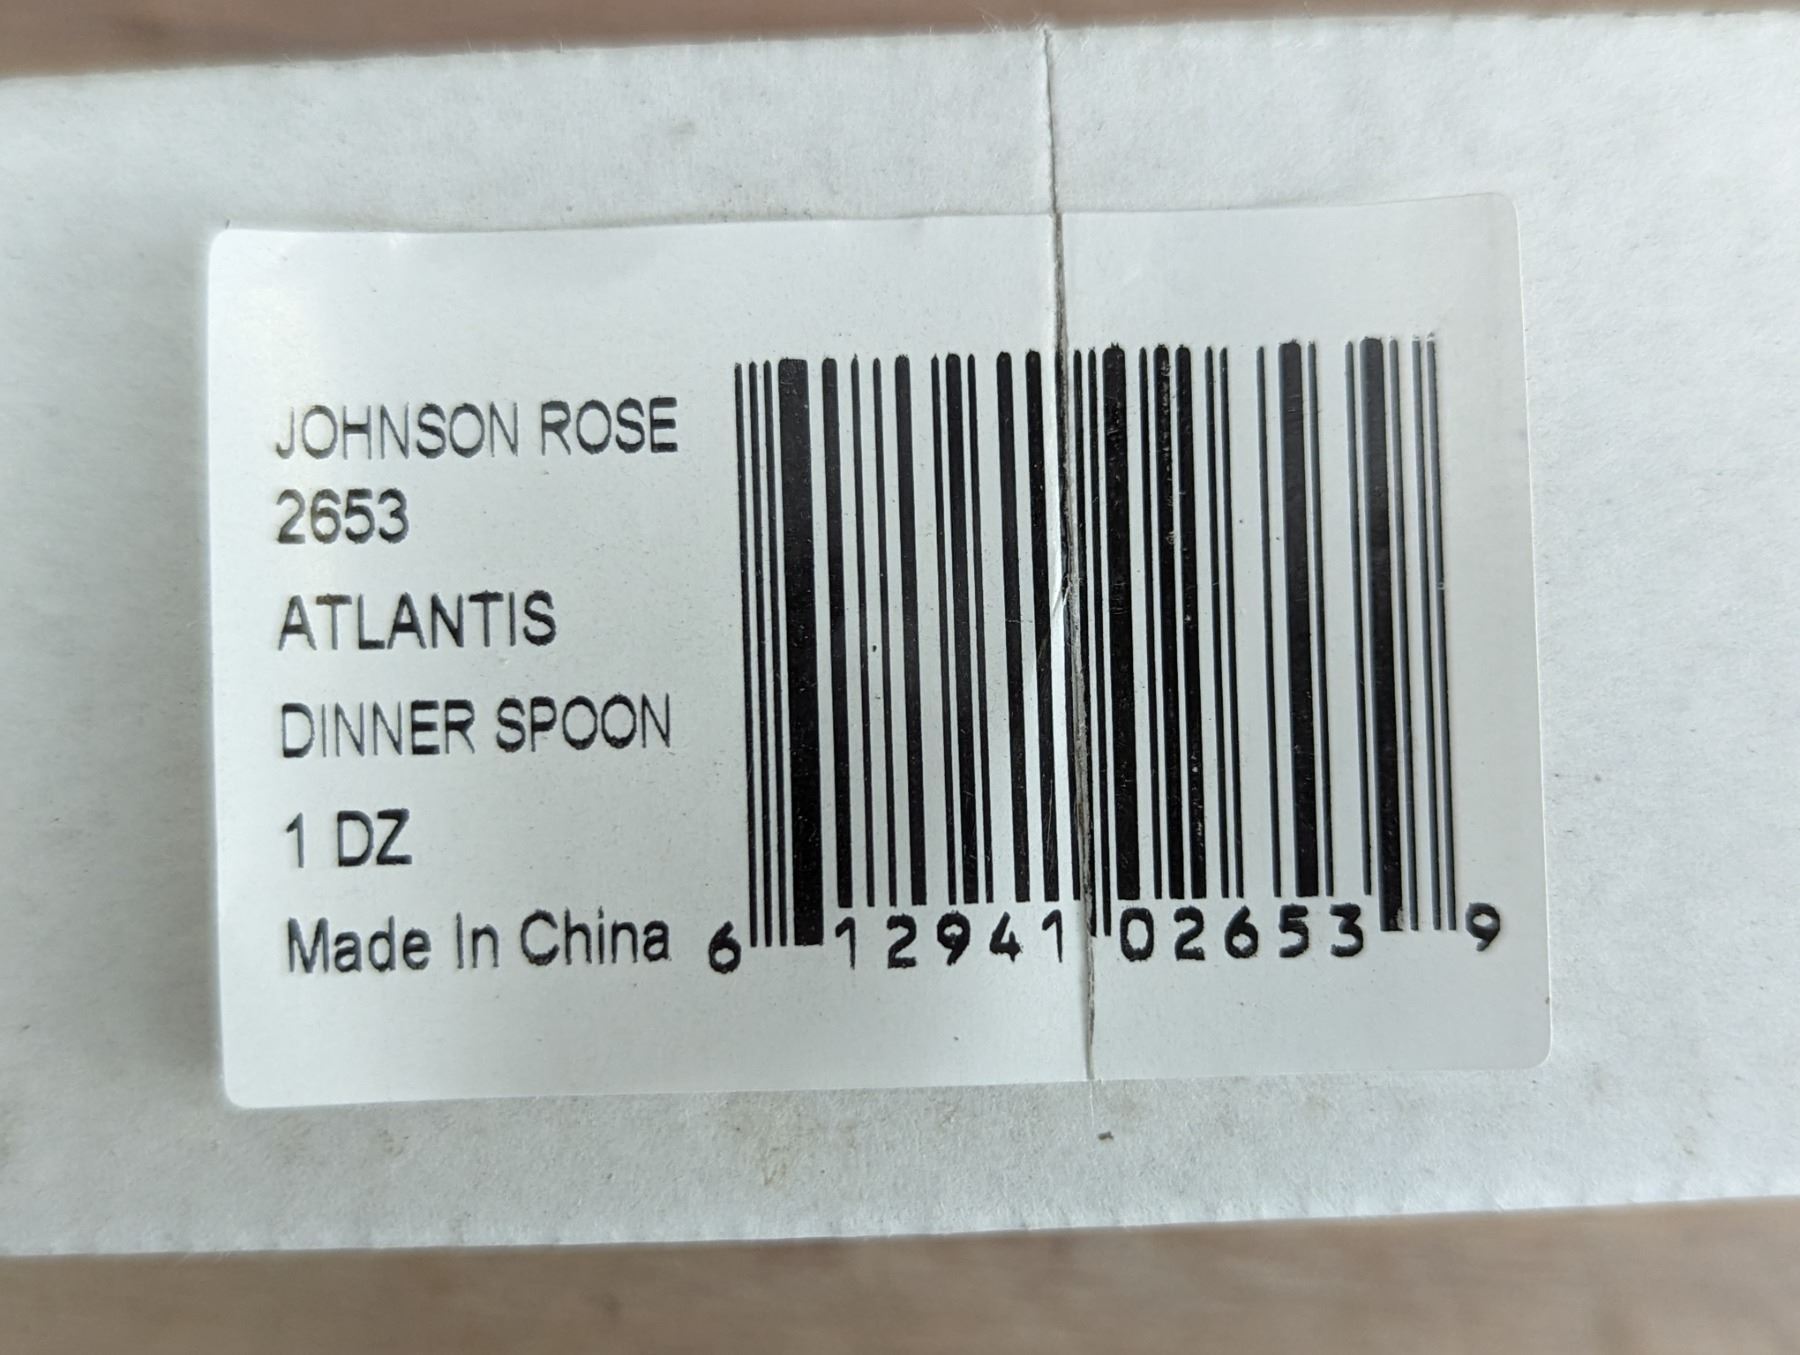 JOHNSON ROSE
2653
ATLANTIS
DINNER SPOON
1 DZ
Made In China
6 12941 02653 9